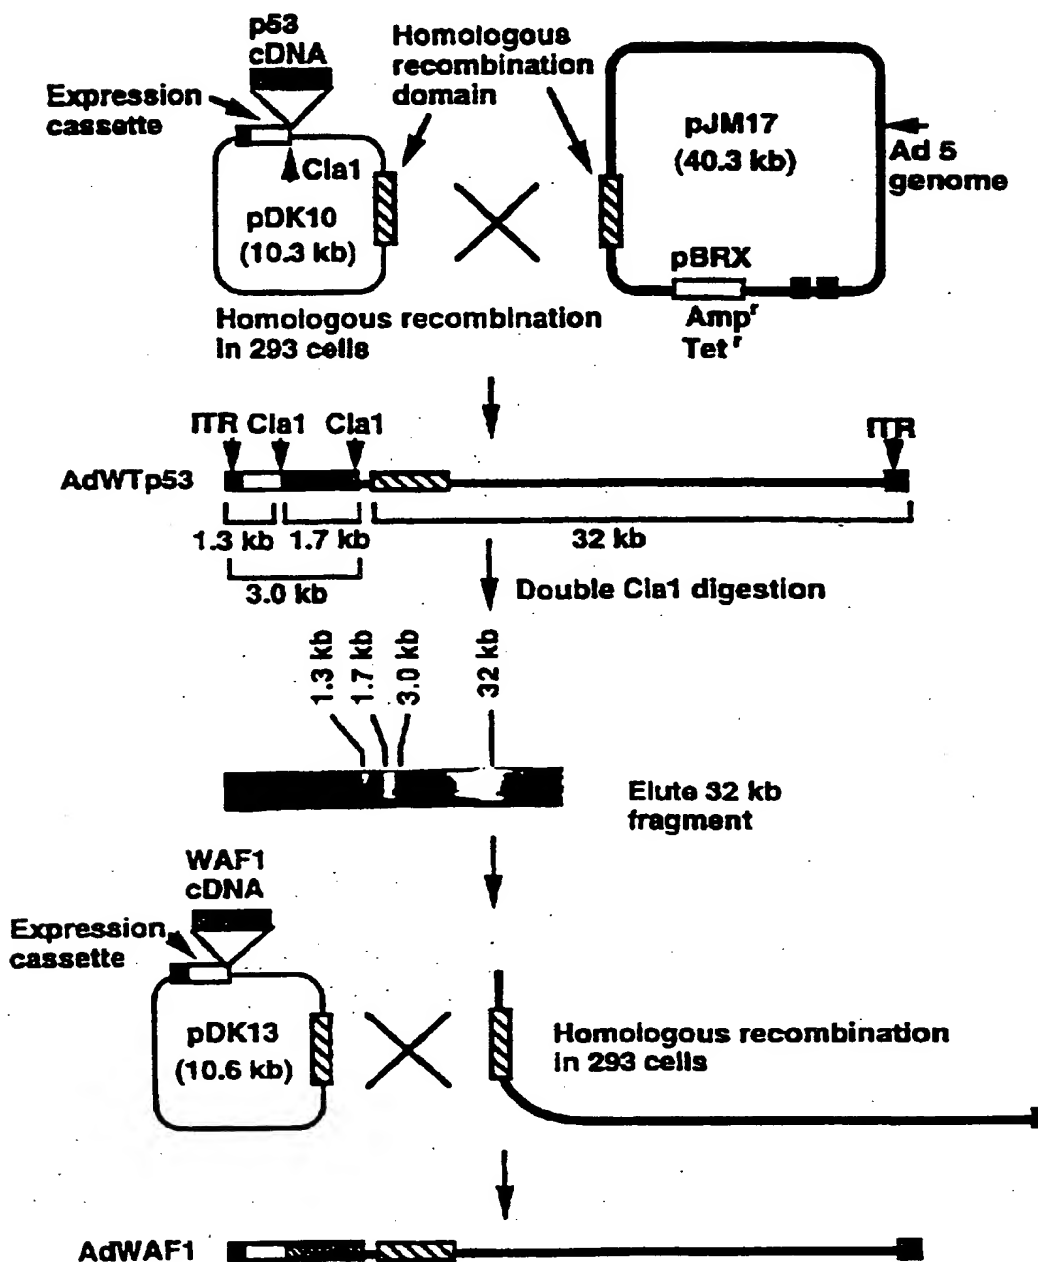 p53
cDNA
Homologous
recombination
domain
Expression
cassette
Cla1
pDK10
(10.3 kb)
pJM17
(40.3 kb)
Ad 5
genome
pBRX
Amp^r
Tet^r
Homologous recombination
in 293 cells
ITR Cla1 Cla1 ITR
AdWTp53
1.3 kb 1.7 kb 32 kb
3.0 kb
Double Cla1 digestion
1.3 kb
1.7 kb
3.0 kb
32 kb
Elute 32 kb
fragment
WAF1
cDNA
Expression
cassette
pDK13
(10.6 kb)
Homologous recombination
in 293 cells
AdWAF1